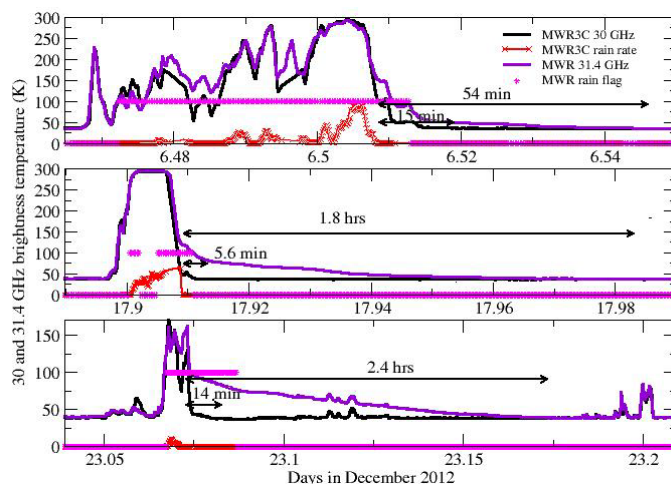 30 and 31.4 GHz brightness temperature (K)
300
250
200
150
100
50
0
MWR3C 30 GHz
MWR3C rain rate
MWR 31.4 GHz
MWR rain flag
54 min
15 min
6.48
6.5
6.52
6.54
300
250
200
150
100
50
0
1.8 hrs
5.6 min
17.9
17.92
17.94
17.96
17.98
150
100
50
0
2.4 hrs
14 min
23.05
23.1
23.15
23.2
Days in December 2012